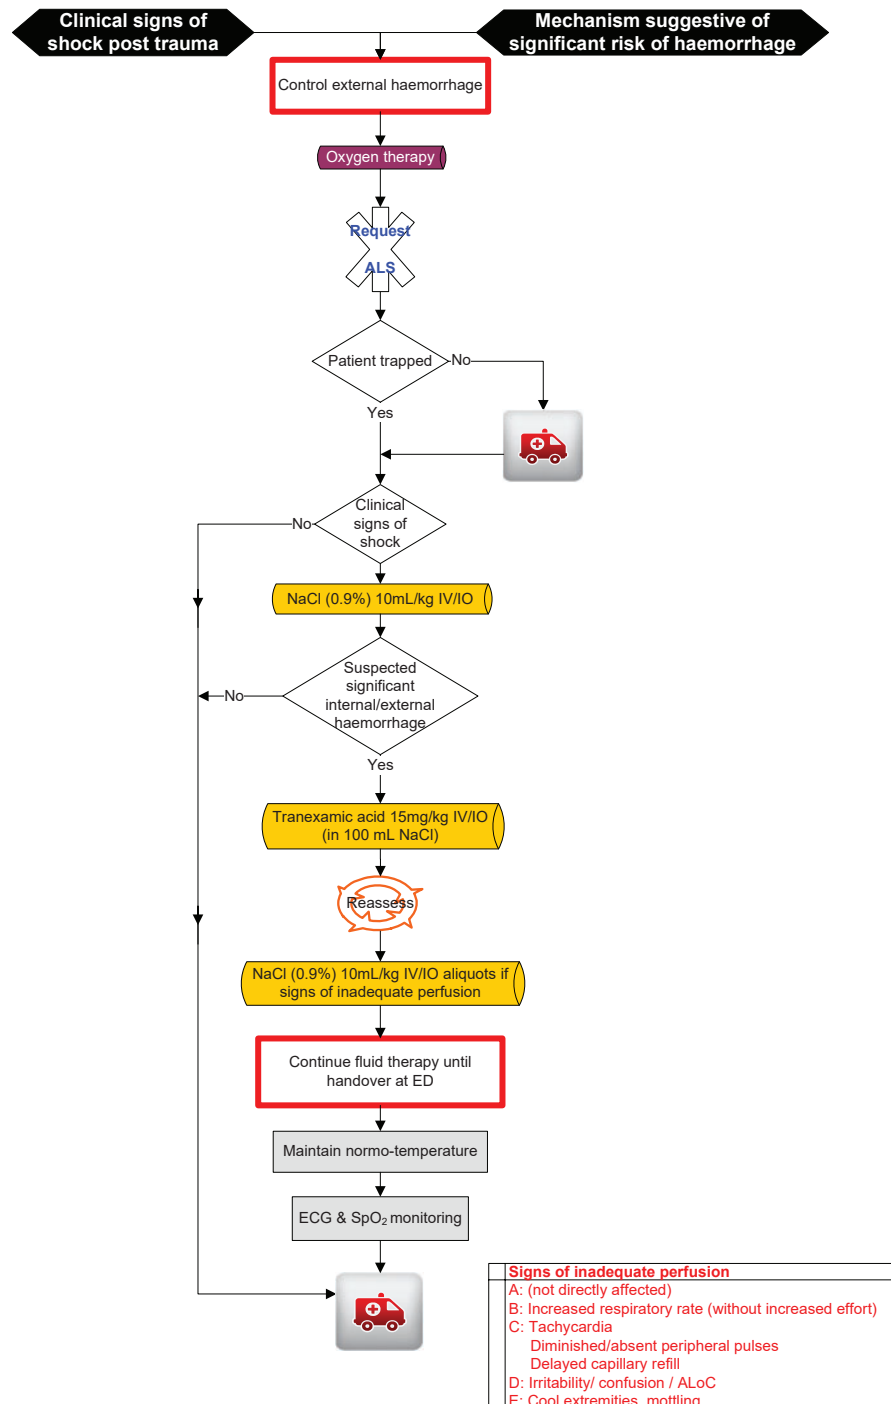 Clinical signs of
shock post trauma
Mechanism suggestive of
significant risk of haemorrhage
Control external haemorrhage
Oxygen therapy
Request
ALS
Patient trapped
No
Yes
Clinical
signs of
shock
No
NaCl (0.9%) 10mL/kg IV/IO
Suspected
significant
internal/external
haemorrhage
No
Yes
Tranexamic acid 15mg/kg IV/IO
(in 100 mL NaCl)
Reassess
NaCl (0.9%) 10mL/kg IV/IO aliquots if
signs of inadequate perfusion
Continue fluid therapy until
handover at ED
Maintain normo-temperature
ECG & SpO₂ monitoring
Signs of inadequate perfusion
A: (not directly affected)
B: Increased respiratory rate (without increased effort)
C: Tachycardia
Diminished/absent peripheral pulses
Delayed capillary refill
D: Irritability/ confusion / ALoC
E: Cool extremities, mottling